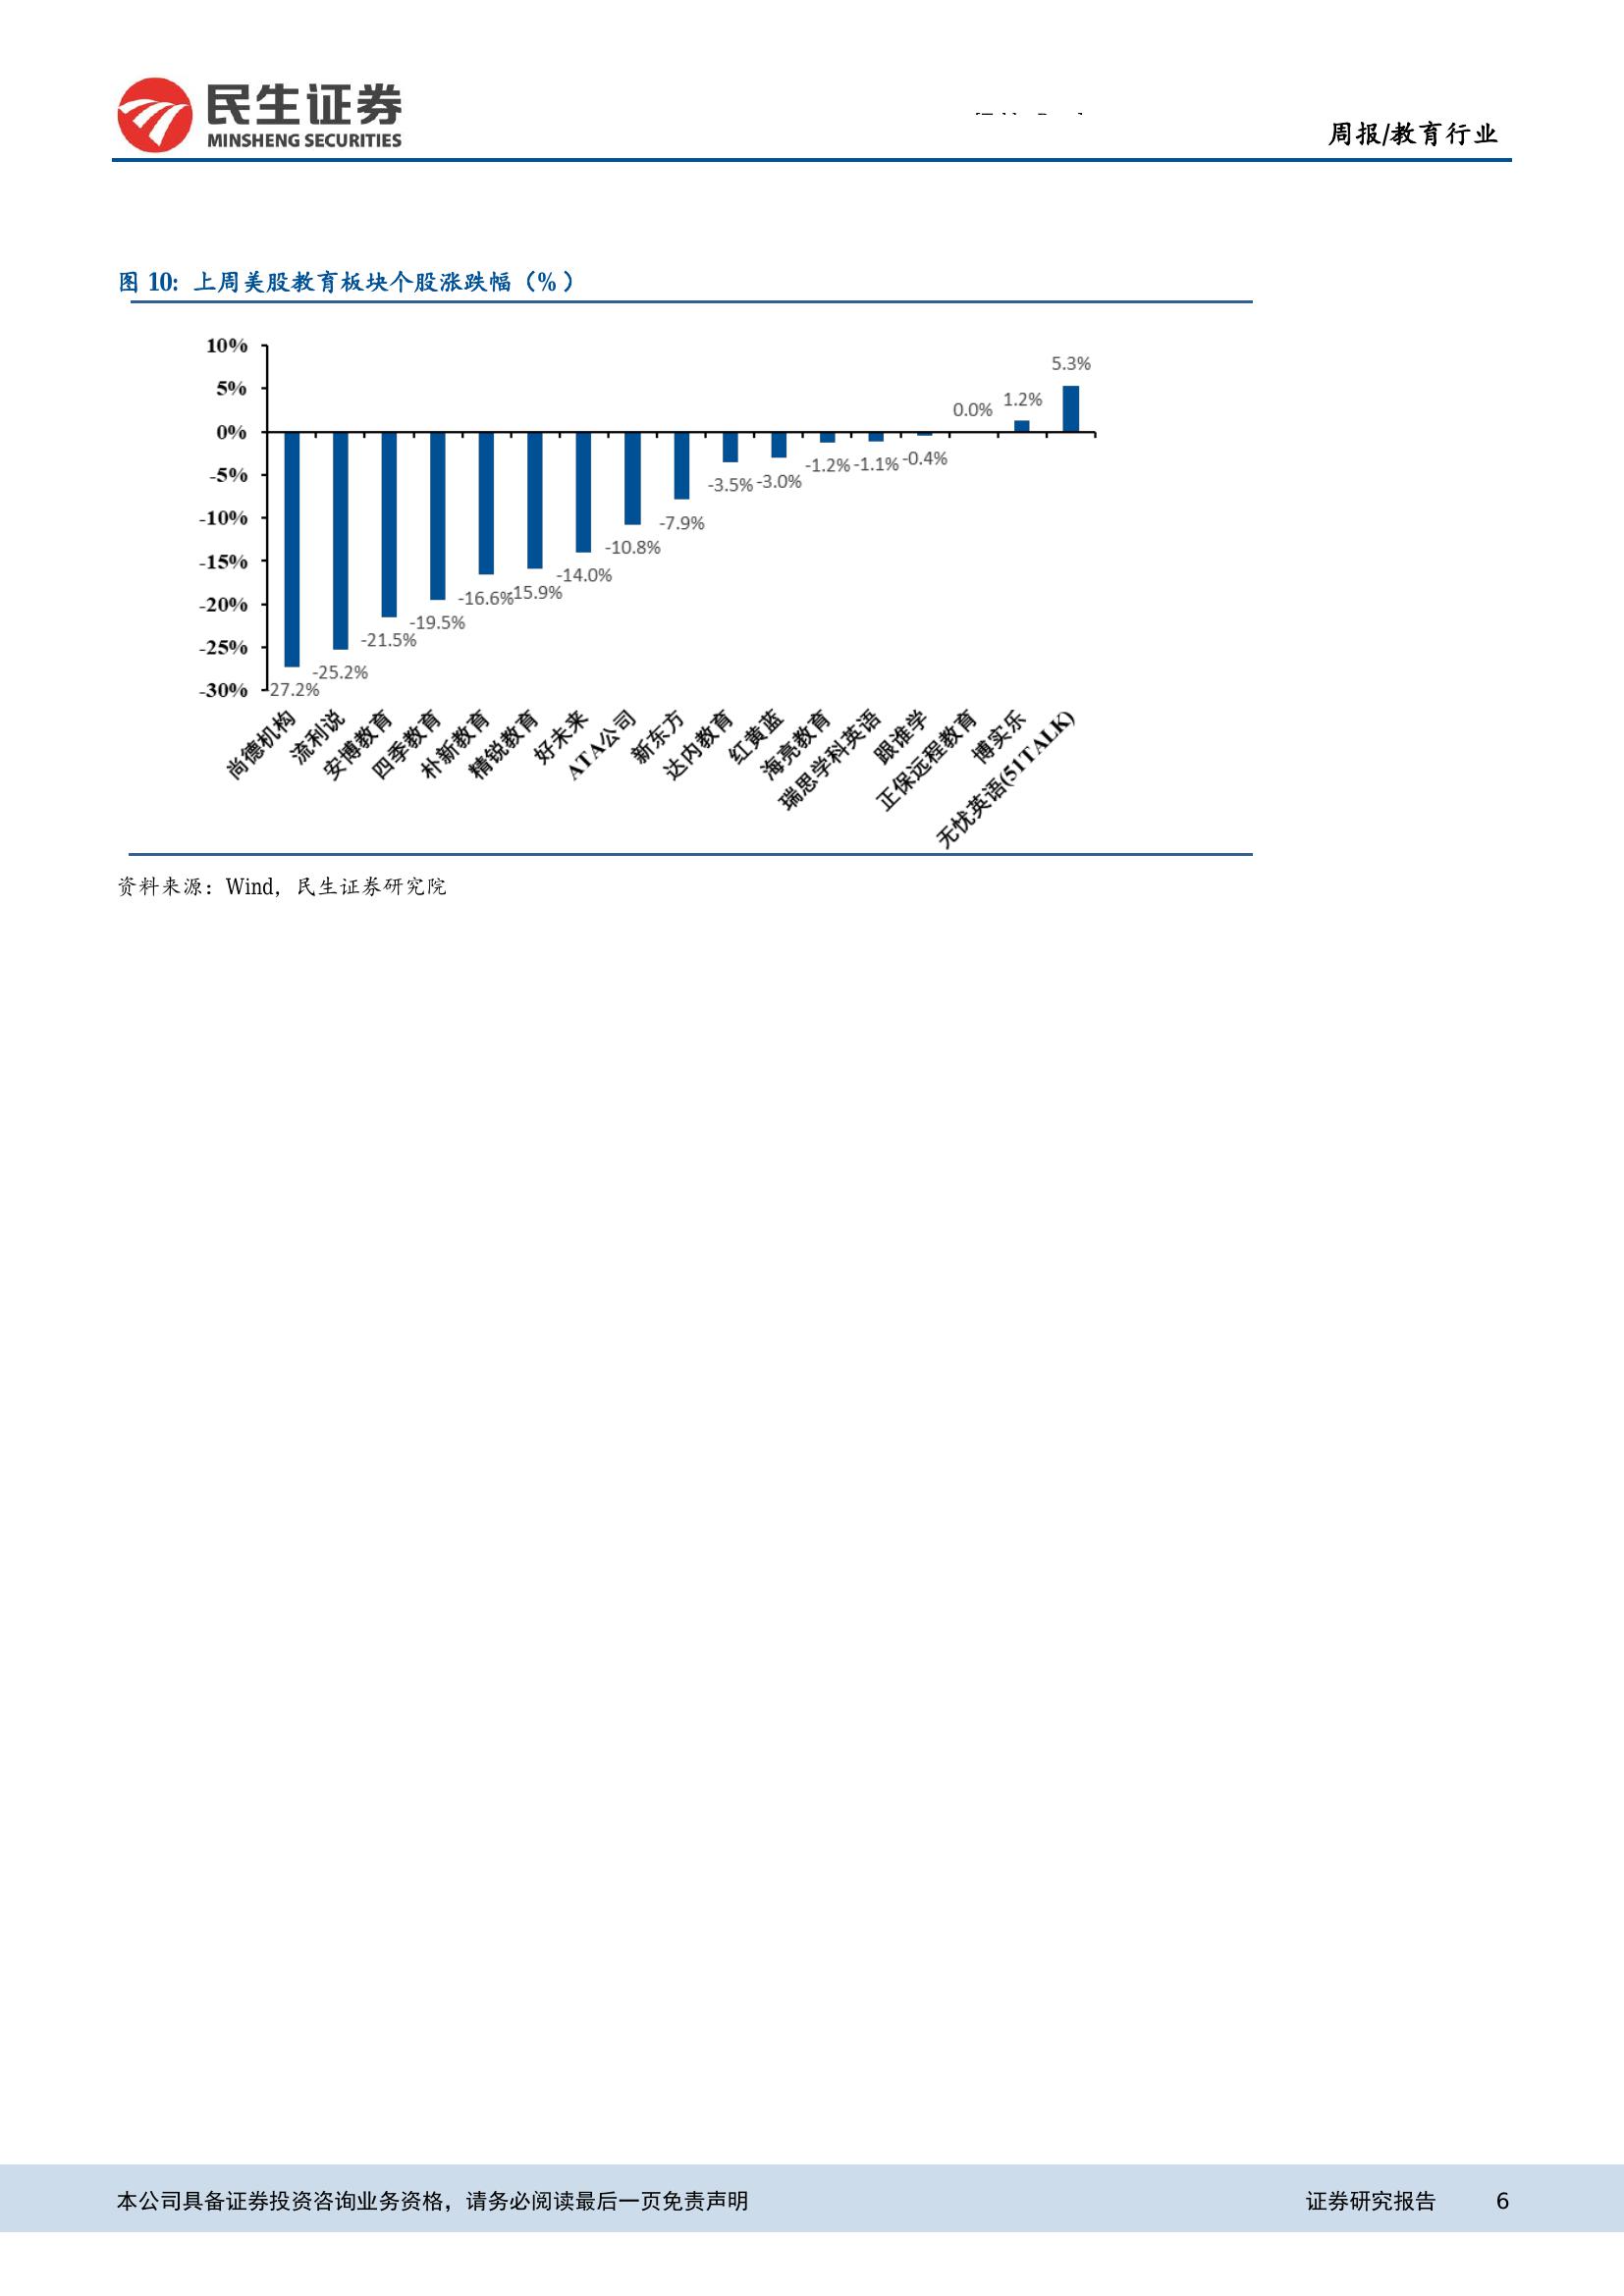 民生证券
MINSHENG SECURITIES
周报/教育行业
图 10: 上周美股教育板块个股涨跌幅（%）
10%
5%
0%
-5%
-10%
-15%
-20%
-25%
-30%
-27.2%
-25.2%
-21.5%
-19.5%
-16.6%
-15.9%
-14.0%
-10.8%
-7.9%
-3.5%
-3.0%
-1.2%
-1.1%
-0.4%
0.0%
1.2%
5.3%
尚德机构
流利说
安博教育
四季教育
朴新教育
精锐教育
好未来
ATA公司
新东方
达内教育
红黄蓝
海亮教育
瑞思学科英语
跟谁学
正保远程教育
博实乐
无忧英语(51TALK)
资料来源：Wind，民生证券研究院
本公司具备证券投资咨询业务资格，请务必阅读最后一页免责声明
证券研究报告 6